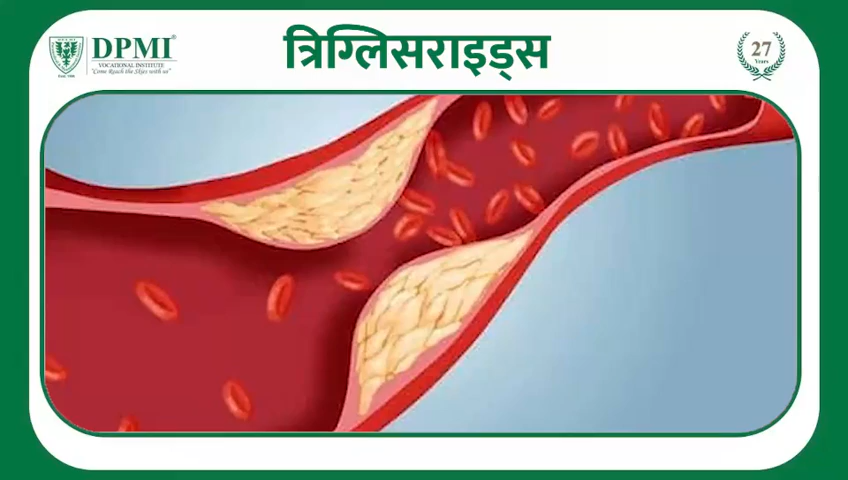 DPMI®
VOCATIONAL INSTITUTE
"Come Reach the Skies with us"
त्रिग्लिसराइड्स
27
Years